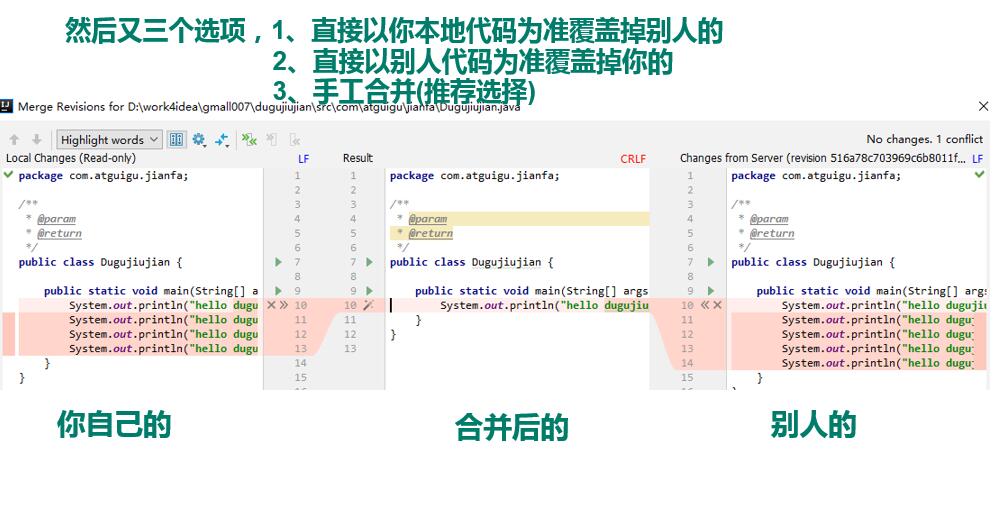 然后又三个选项，1、直接以你本地代码为准覆盖掉别人的
2、直接以别人代码为准覆盖掉你的
3、手工合并(推荐选择)
Merge Revisions for D:\work4idea\gmall007\dugujiujian\src\com\atguigu\jianfa\Dugujiujian.java
Highlight words
No changes. 1 conflict
Local Changes (Read-only) LF Result CRLF Changes from Server (revision 516a78c703969c6b8011f... LF
package com.atguigu.jianfa; 1 1 package com.atguigu.jianfa; 1 package com.atguigu.jianfa;
2 2 2
/** 3 3 /** 3 /**
* @param 4 4 * @param 4 * @param
* @return 5 5 * @return 5 * @return
*/ 6 6 */ 6 */
public class Dugujiujian { 7 7 public class Dugujiujian { 7 public class Dugujiujian {
8 8 8
public static void main(String[] a 9 9 public static void main(String[] args 9 public static void main(String[] args
System.out.println("hello dugu 10 10 System.out.println("hello dugujiu 10 System.out.println("hello dugujiu
System.out.println("hello dugu 11 11 } 11 System.out.println("hello duguj
System.out.println("hello dugu 12 12 } 12 System.out.println("hello duguj
System.out.println("hello dugu 13 13 13 System.out.println("hello duguj
} 14 14 System.out.println("hello duguj
} 15 15 }
你自己的 合并后的 别人的